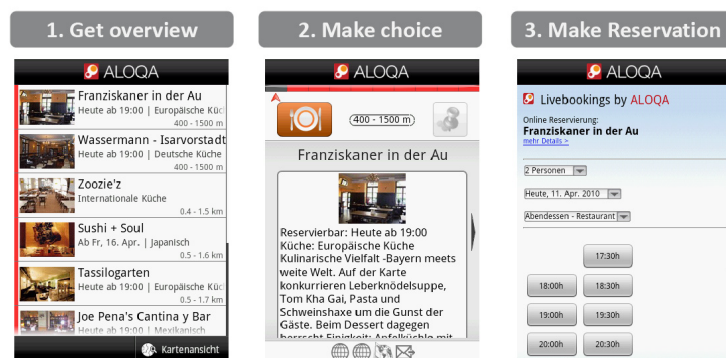 1. Get overview
ALOQA
Franziskaner in der Au
Heute ab 19:00 | Europäische Küc
400 - 1500 m
Wassermann - Isarvorstadt
Heute ab 19:00 | Deutsche Küche
400 - 1500 m
Zoozie'z
Internationale Küche
0.4 - 1.5 km
Sushi + Soul
Ab Fr, 16. Apr. | Japanisch
0.5 - 1.6 km
Tassilogarten
Heute ab 19:00 | Europäische Küc
0.5 - 1.7 km
Joe Pena's Cantina y Bar
Heute ab 19:00 | Mexikanisch
Kartenansicht
2. Make choice
ALOQA
(400 - 1500 m)
Franziskaner in der Au
Reservierbar: Heute ab 19:00
Küche: Europäische Küche
Kulinarische Vielfalt -Bayern meets
weite Welt. Auf der Karte
konkurrieren Leberknödelsuppe,
Tom Kha Gai, Pasta und
Schweinshaxe um die Gunst der
Gäste. Beim Dessert dagegen
herrscht Einigkeit: Apfelküchle mit
3. Make Reservation
ALOQA
Livebookings by ALOQA
Online Reservierung:
Franziskaner in der Au
mehr Details >
2 Personen
Heute, 11. Apr. 2010
Abendessen - Restaurant
17:30h
18:00h 18:30h
19:00h 19:30h
20:00h 20:30h